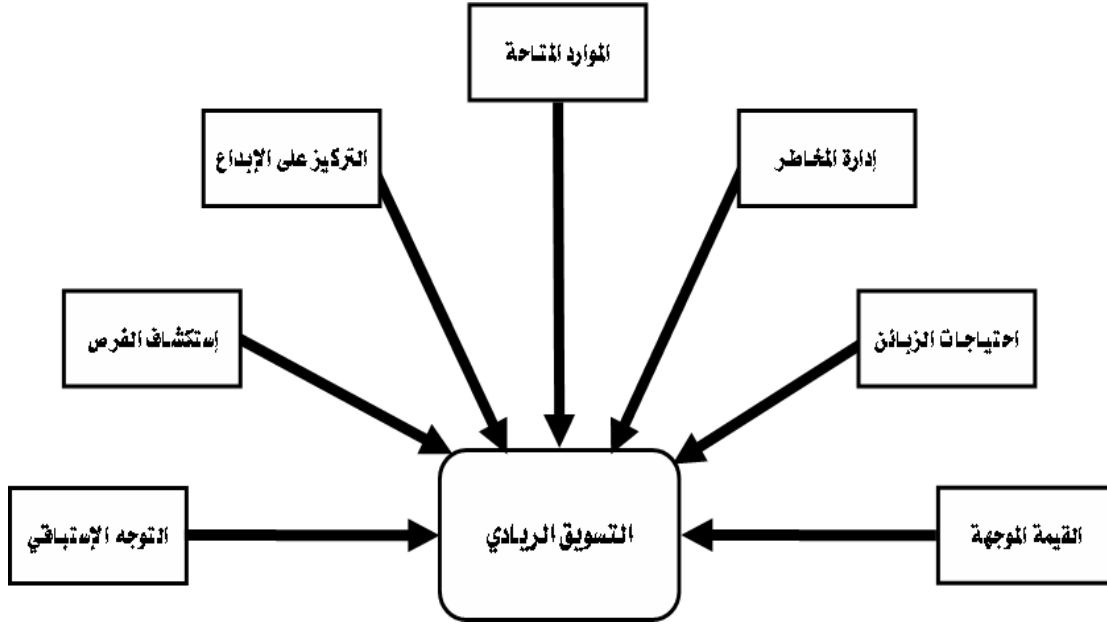 الموارد المتاحة
إدارة المخاطر
التركيز على الإبداع
احتياجات الزبائن
إستكشاف الفرص
القيمة الموجهة
التسويق الريادي
التوجه الإستباقي